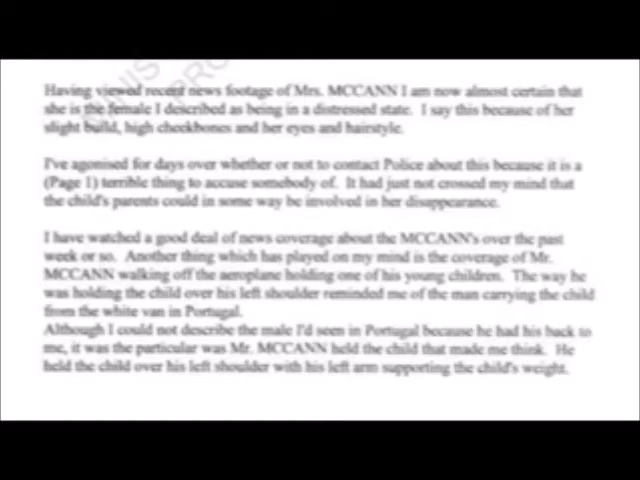 THIS
PRO
Having viewed recent news footage of Mrs. MCCANN I am now almost certain that
she is the female I described as being in a distressed state. I say this because of her
slight build, high cheekbones and her eyes and hairstyle.
I've agonised for days over whether or not to contact Police about this because it is a
(Page 1) terrible thing to accuse somebody of. It had just not crossed my mind that
the child's parents could in some way be involved in her disappearance.
I have watched a good deal of news coverage about the MCCANN's over the past
week or so. Another thing which has played on my mind is the coverage of Mr.
MCCANN walking off the aeroplane holding one of his young children. The way he
was holding the child over his left shoulder reminded me of the man carrying the child
from the white van in Portugal.
Although I could not describe the male I'd seen in Portugal because he had his back to
me, it was the particular was Mr. MCCANN held the child that made me think. He
held the child over his left shoulder with his left arm supporting the child's weight.